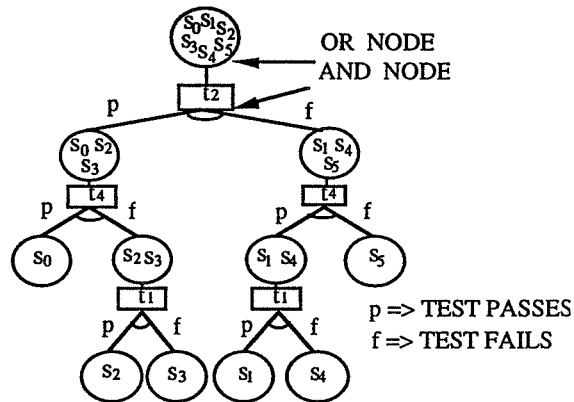 S0 S1 S2
S3 S4 S5
OR NODE
AND NODE
t2
p
f
S0 S2
S3
S1 S4
S5
t4
t4
p
f
p
f
S0
S2 S3
S1 S4
S5
t1
t1
p => TEST PASSES
p
f
p
f
f => TEST FAILS
S2
S3
S1
S4